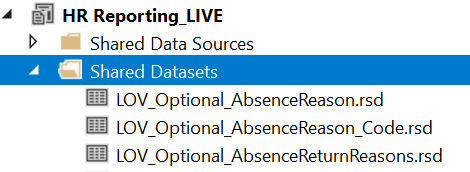 HR Reporting_LIVE
Shared Data Sources
Shared Datasets
LOV_Optional_AbsenceReason.rsd
LOV_Optional_AbsenceReason_Code.rsd
LOV_Optional_AbsenceReturnReasons.rsd